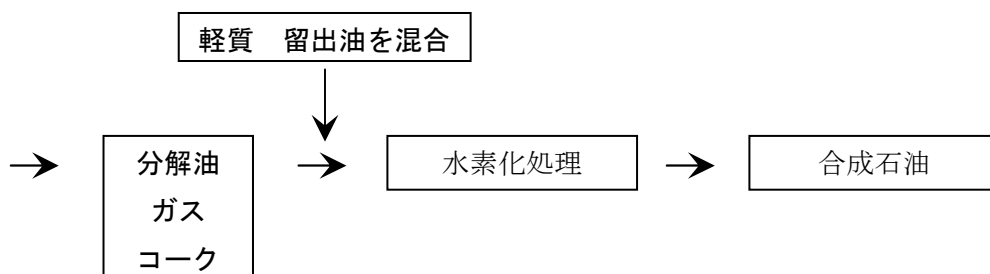 軽質　留出油を混合
分解油
ガス
コーク
水素化処理
合成石油